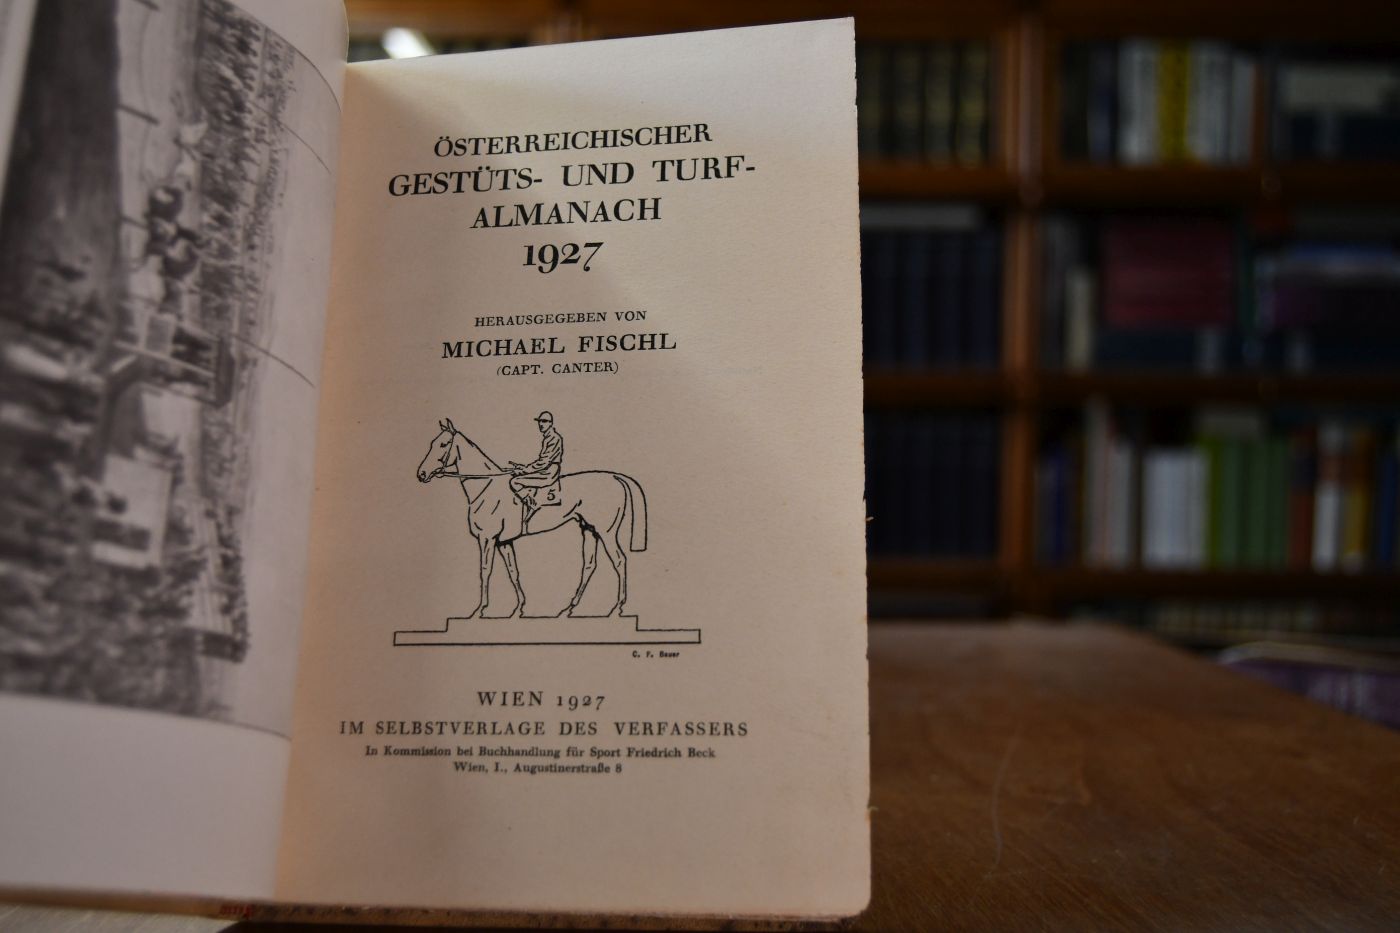 ÖSTERREICHISCHER
GESTÜTS- UND TURF-
ALMANACH
1927
HERAUSGEGEBEN VON
MICHAEL FISCHL
(CAPT. CANTER)
5
C. F. Bauer
WIEN 1927
IM SELBSTVERLAGE DES VERFASSERS
In Kommission bei Buchhandlung für Sport Friedrich Beck
Wien, I., Augustinerstraße 8